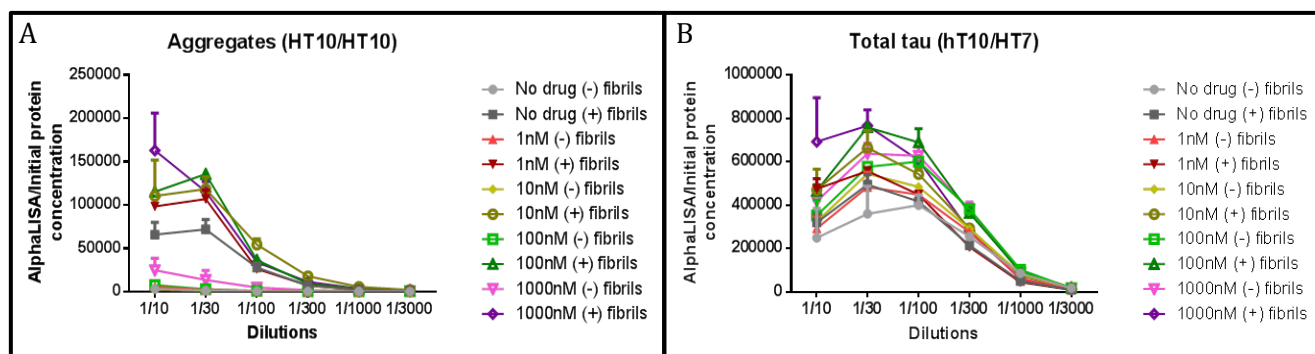 A
Aggregates (HT10/HT10)
AlphaLISA/Initial protein
concentration
250000
200000
150000
100000
50000
0
1/10 1/30 1/100 1/300 1/1000 1/3000
Dilutions
No drug (-) fibrils
No drug (+) fibrils
1nM (-) fibrils
1nM (+) fibrils
10nM (-) fibrils
10nM (+) fibrils
100nM (-) fibrils
100nM (+) fibrils
1000nM (-) fibrils
1000nM (+) fibrils
B
Total tau (hT10/HT7)
AlphaLISA/Initial protein
concentration
1000000
800000
600000
400000
200000
0
1/10 1/30 1/100 1/300 1/1000 1/3000
Dilutions
No drug (-) fibrils
No drug (+) fibrils
1nM (-) fibrils
1nM (+) fibrils
10nM (-) fibrils
10nM (+) fibrils
100nM (-) fibrils
100nM (+) fibrils
1000nM (-) fibrils
1000nM (+) fibrils